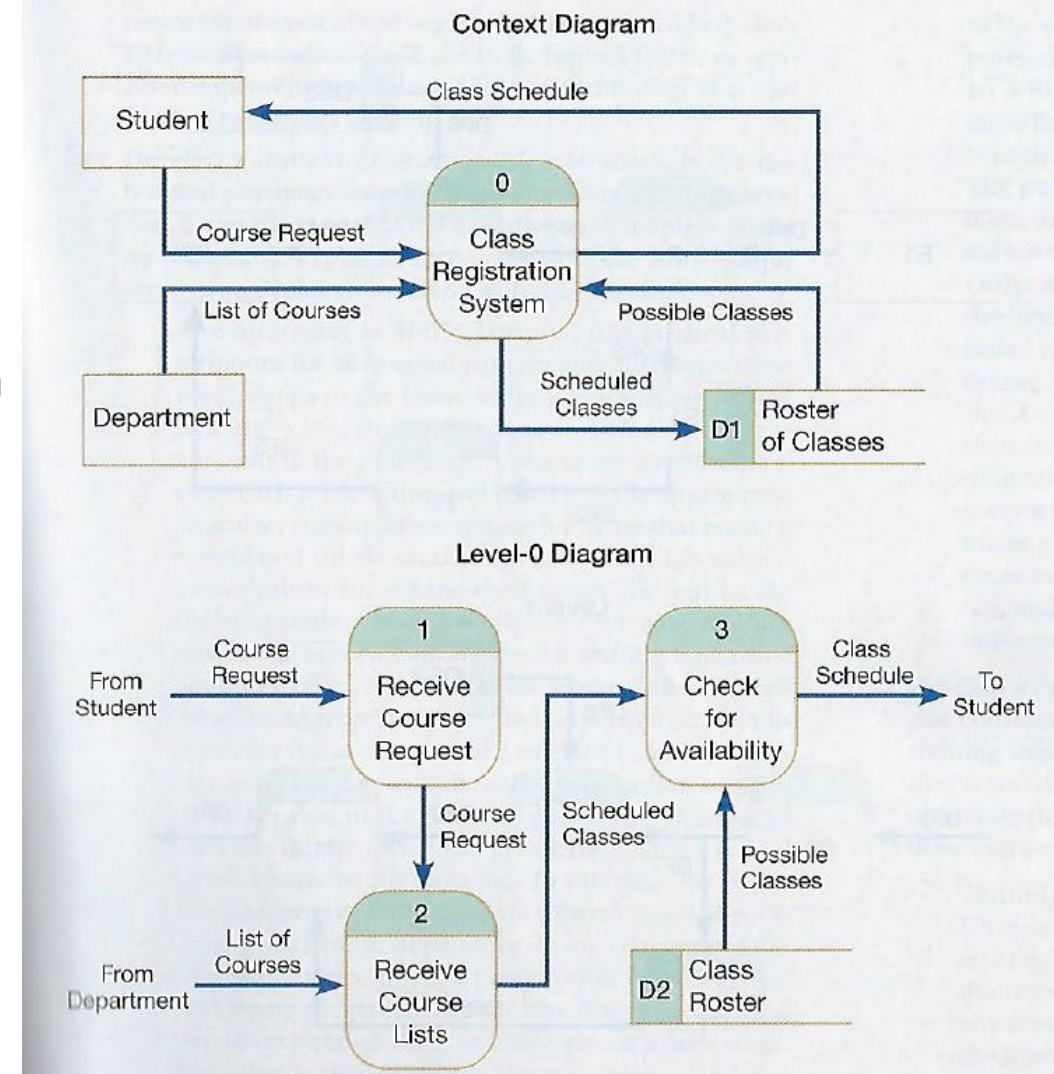 Context Diagram
Student
Class Schedule
0
Class
Registration
System
Course Request
List of Courses
Possible Classes
Department
Scheduled
Classes
D1
Roster
of Classes
Level-0 Diagram
From
Student
Course
Request
1
Receive
Course
Request
3
Check
for
Availability
Class
Schedule
To
Student
Course
Request
Scheduled
Classes
Possible
Classes
From
Department
List of
Courses
2
Receive
Course
Lists
D2
Class
Roster